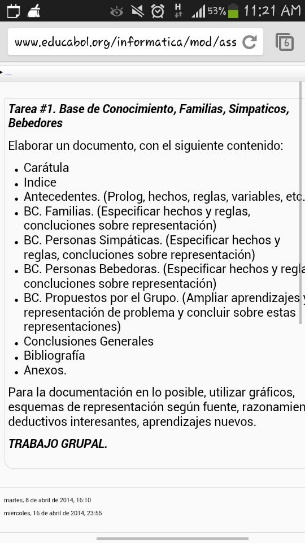 53% 11:21 AM
www.educabol.org/informatica/mod/ass
6
Tarea #1. Base de Conocimiento, Familias, Simpaticos,
Bebedores
Elaborar un documento, con el siguiente contenido:
• Carátula
• Indice
• Antecedentes. (Prolog, hechos, reglas, variables, etc.
• BC. Familias. (Especificar hechos y reglas,
concluciones sobre representación)
• BC. Personas Simpáticas. (Especificar hechos y
reglas, concluciones sobre representación)
• BC. Personas Bebedoras. (Especificar hechos y regla
concluciones sobre representación)
• BC. Propuestos por el Grupo. (Ampliar aprendizajes y
representación de problema y concluir sobre estas
representaciones)
• Conclusiones Generales
• Bibliografía
• Anexos.
Para la documentación en lo posible, utilizar gráficos,
esquemas de representación según fuente, razonamien
deductivos interesantes, aprendizajes nuevos.
TRABAJO GRUPAL.
martes, 8 de abril de 2014, 16:10
miércoles, 16 de abril de 2014, 23:55